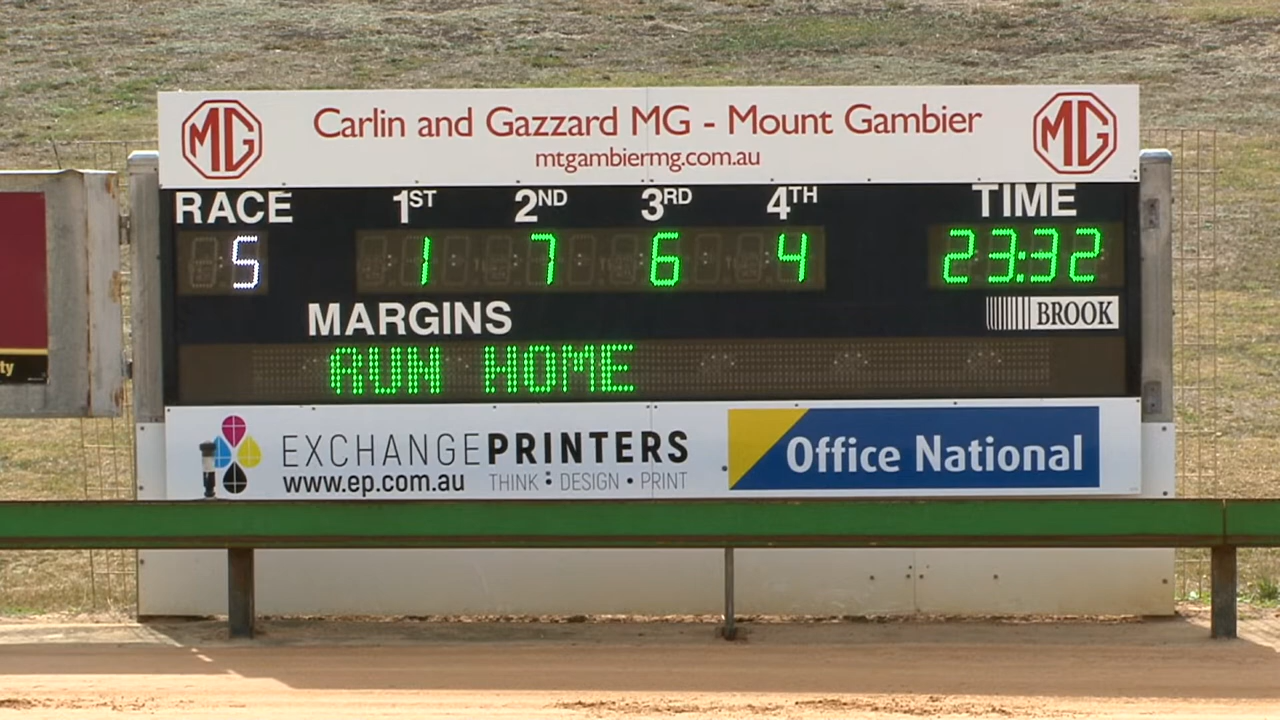 MG Carlin and Gazzard MG - Mount Gambier MG
mtgambiermg.com.au
RACE 1ST 2ND 3RD 4TH TIME
5 1 7 6 4 23:32
MARGINS BROOK
RUN HOME
ty
EXCHANGEPRINTERS
www.ep.com.au THINK : DESIGN • PRINT
Office National